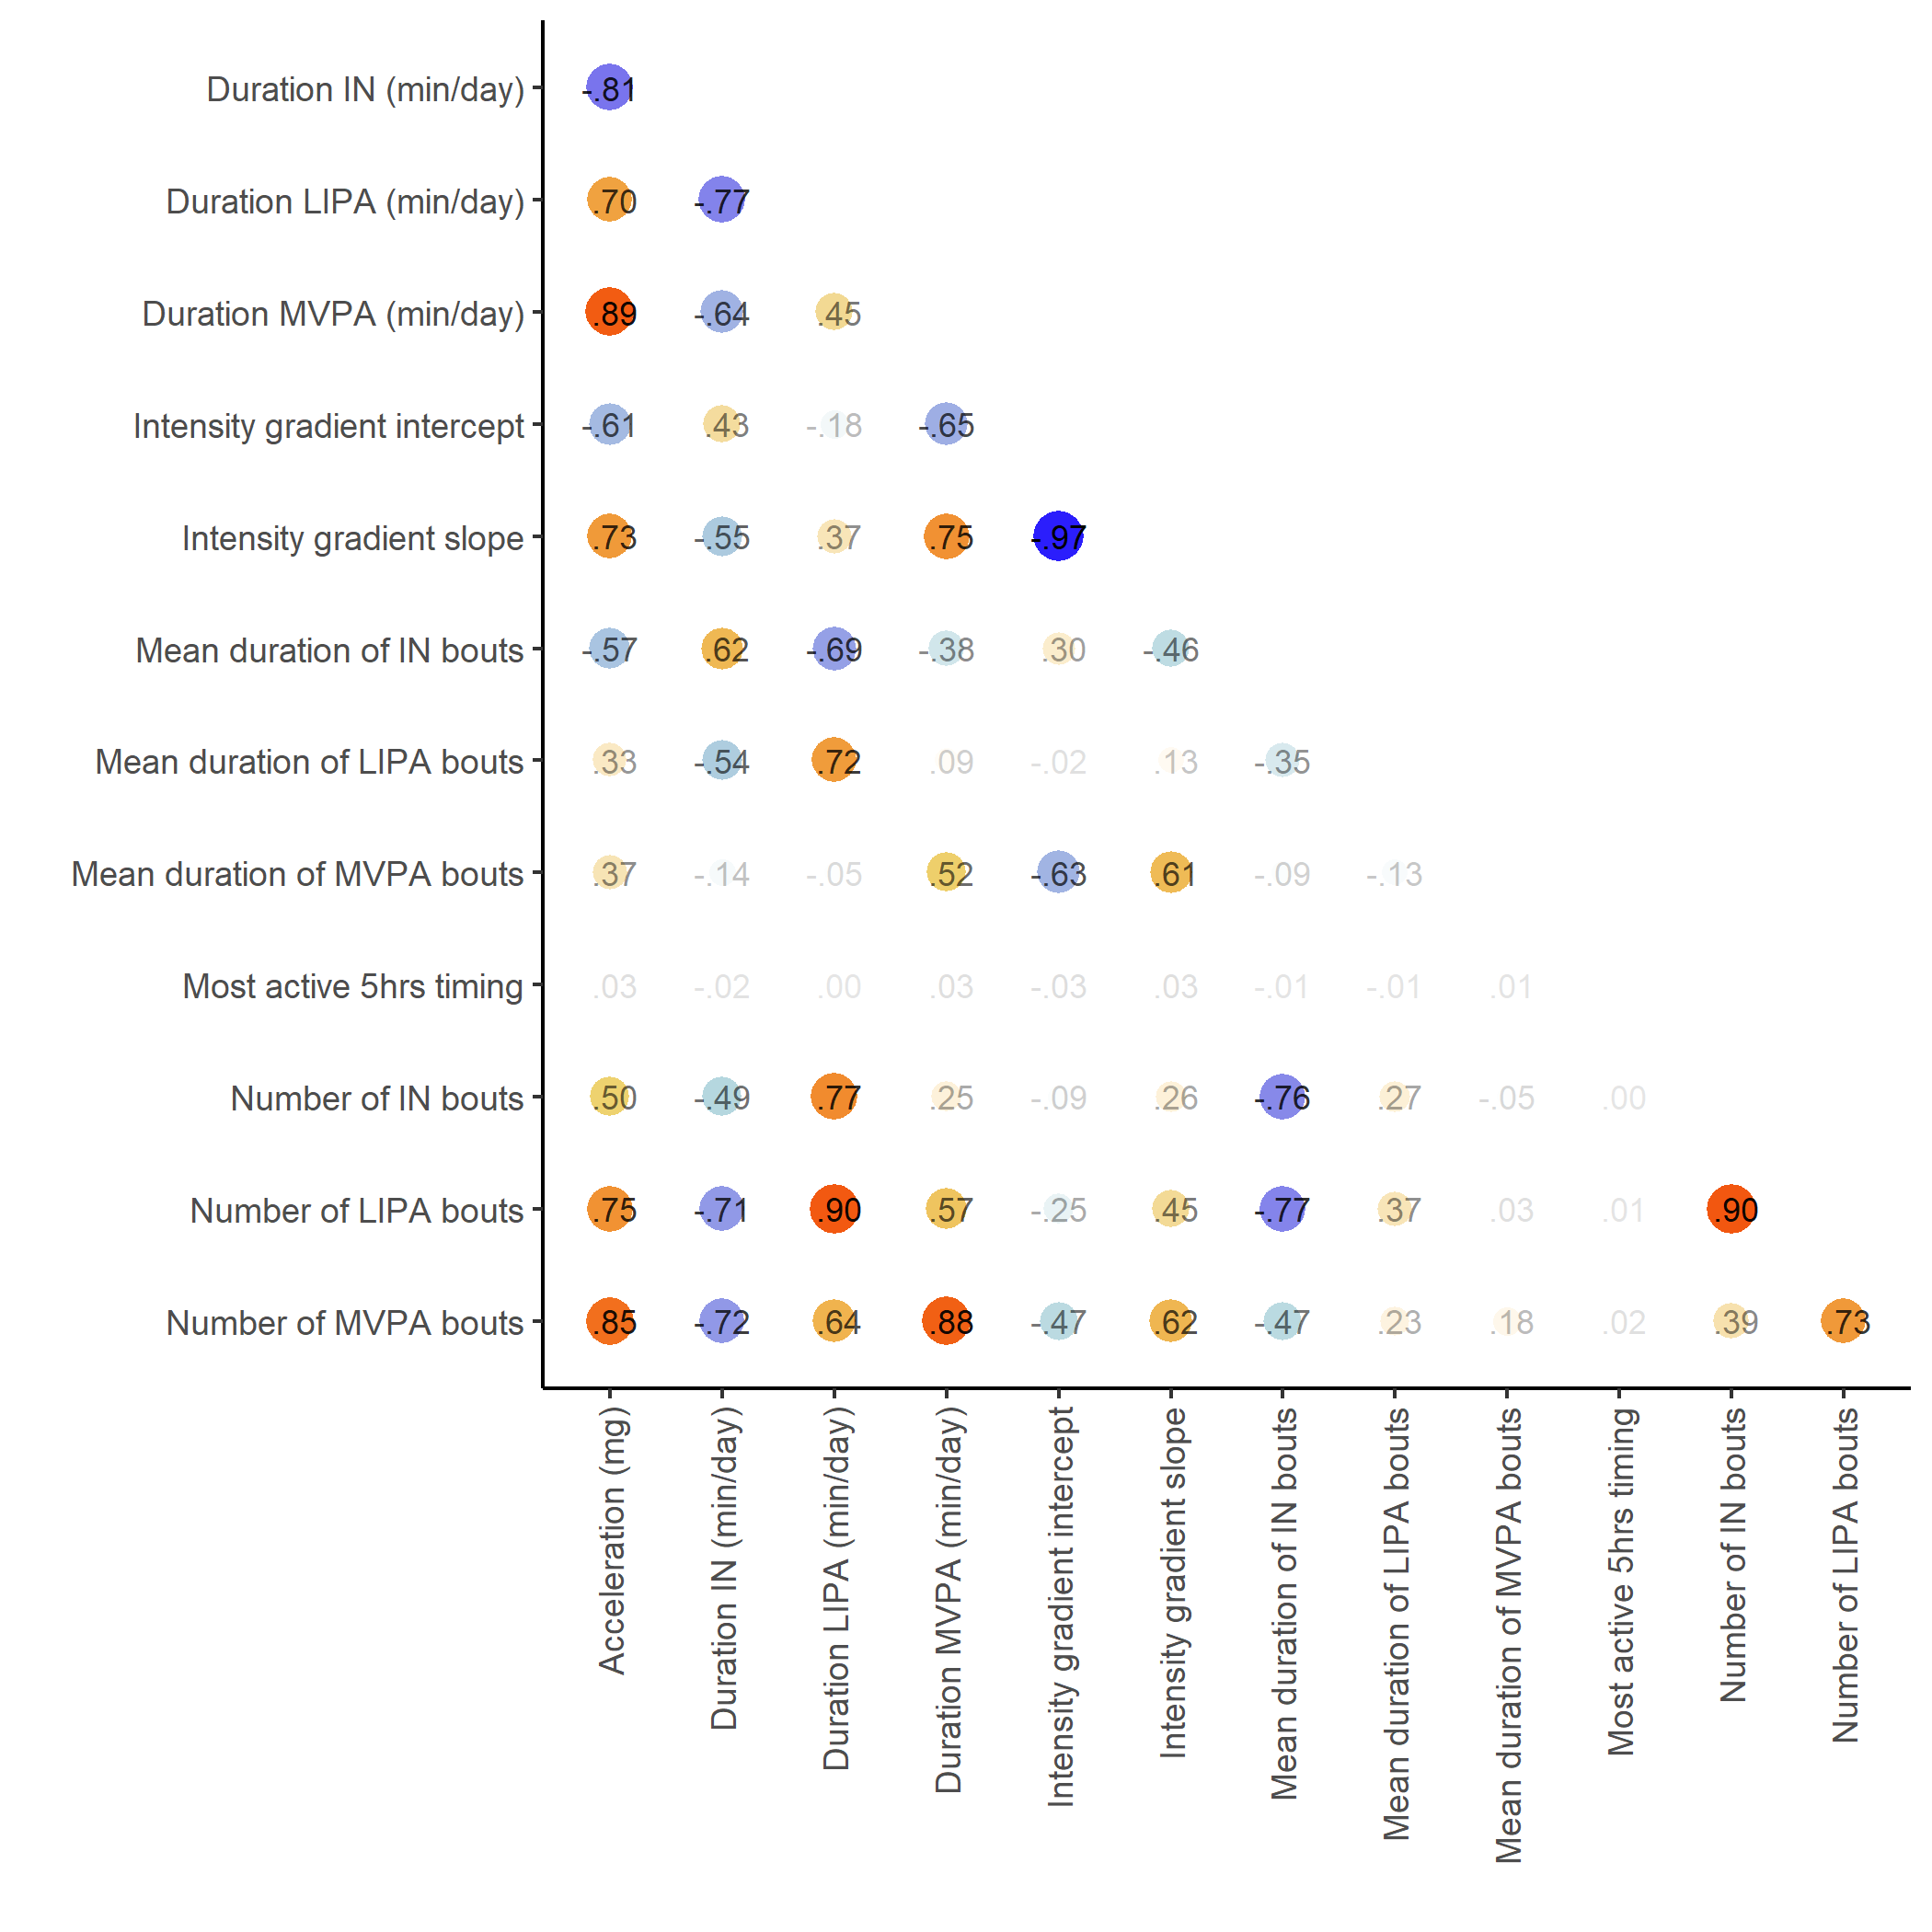 Duration IN (min/day) -.81
Duration LIPA (min/day) .70 -.77
Duration MVPA (min/day) .89 -.64 .45
Intensity gradient intercept -.61 .43 -.18 -.65
Intensity gradient slope .73 -.55 .37 .75 -.97
Mean duration of IN bouts -.57 .62 -.69 -.38 .30 -.46
Mean duration of LIPA bouts .33 -.54 .72 .09 -.02 .13 -.35
Mean duration of MVPA bouts .37 -.14 -.05 .52 -.63 .61 -.09 -.13
Most active 5hrs timing .03 -.02 .00 .03 -.03 .03 -.01 -.01 .01
Number of IN bouts .50 -.49 .77 .25 -.09 .26 -.76 .27 -.05 .00
Number of LIPA bouts .75 -.71 .90 .57 -.25 .45 -.77 .37 .03 .01 .90
Number of MVPA bouts .85 -.72 .64 .88 -.47 .62 -.47 .23 .18 .02 .39 .73
Acceleration (mg)
Duration IN (min/day)
Duration LIPA (min/day)
Duration MVPA (min/day)
Intensity gradient intercept
Intensity gradient slope
Mean duration of IN bouts
Mean duration of LIPA bouts
Mean duration of MVPA bouts
Most active 5hrs timing
Number of IN bouts
Number of LIPA bouts